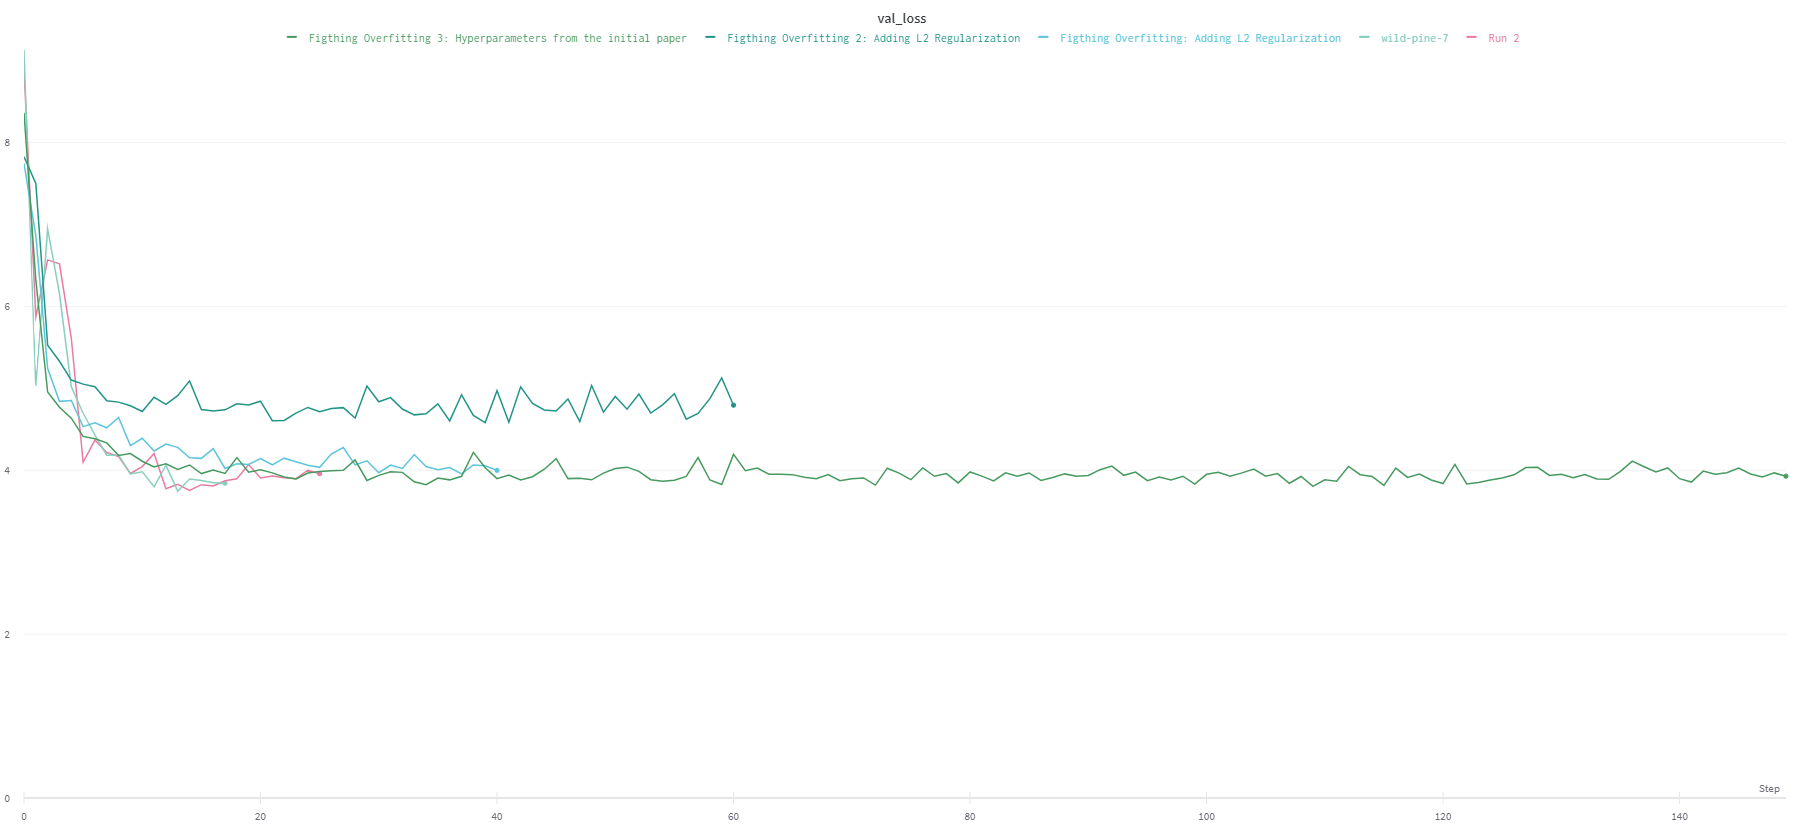 val_loss
Figthing Overfitting 3: Hyperparameters from the initial paper Figthing Overfitting 2: Adding L2 Regularization Figthing Overfitting: Adding L2 Regularization wild-pine-7 Run 2
8
6
4
2
0
Step
0 20 40 60 80 100 120 140